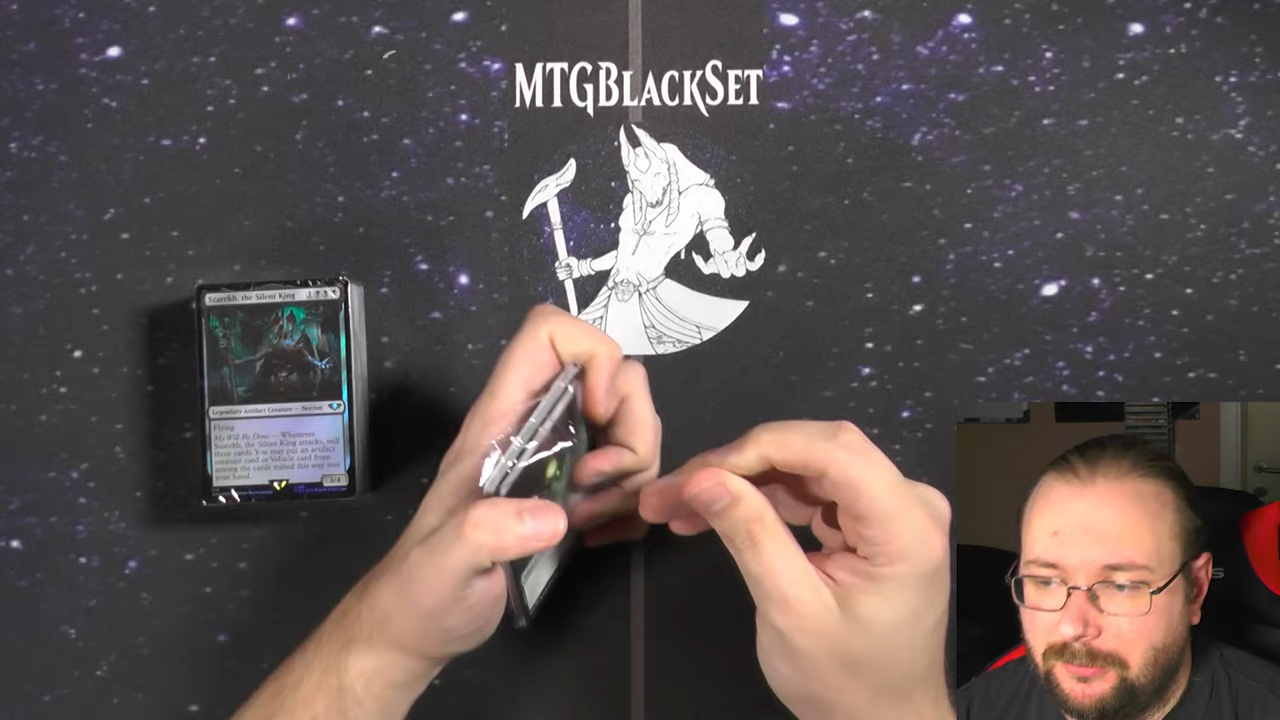 MTGBLACKSET
Szarekh, the Silent King
Legendary Artifact Creature — Necron
Flying
My Will Be Done — Whenever
Szarekh, the Silent King attacks, mill
three cards. You may put an artifact
creature card or Vehicle card from
among the cards milled this way into
your hand.
3/4